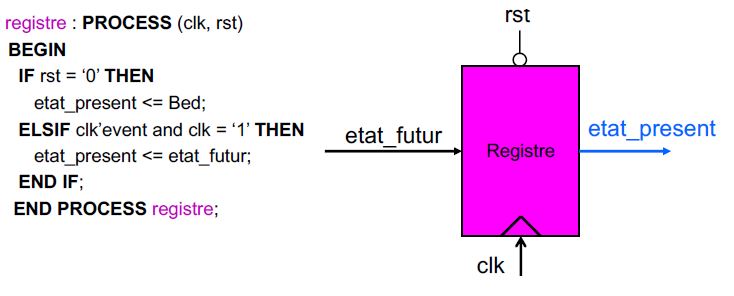 registre : PROCESS (clk, rst)
BEGIN
IF rst = ‘0’ THEN
etat_present <= Bed;
ELSIF clk’event and clk = ‘1’ THEN
etat_present <= etat_futur;
END IF;
END PROCESS registre;
rst
etat_futur
Registre
etat_present
clk